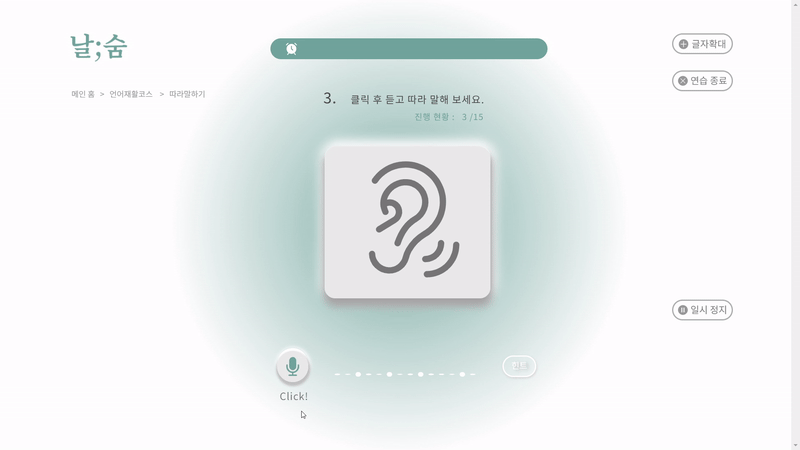 날;숨
글자확대
연습 종료
메인 홈 > 언어재활코스 > 따라말하기
3. 클릭 후 듣고 따라 말해 보세요.
진행 현황 : 3 /15
일시 정지
Click!